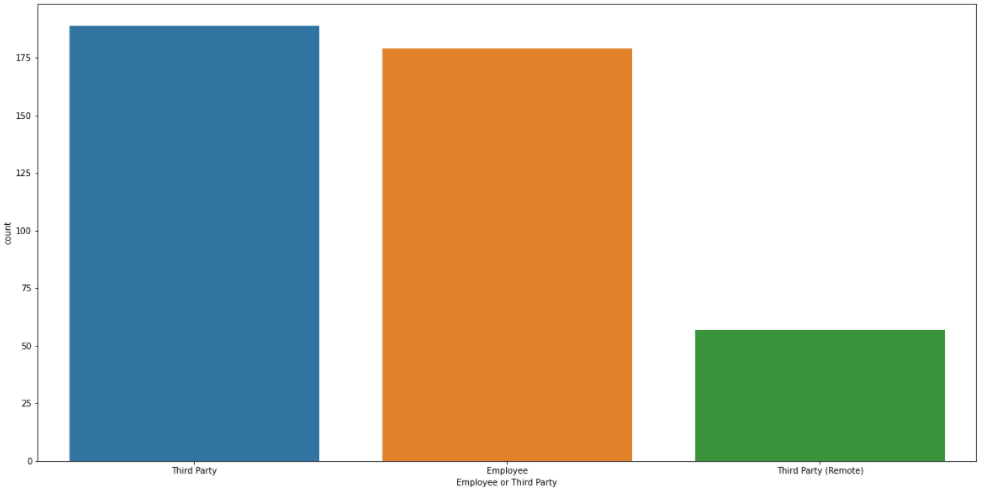 175
150
125
100
75
50
25
0
count
Third Party
Employee
Third Party (Remote)
Employee or Third Party